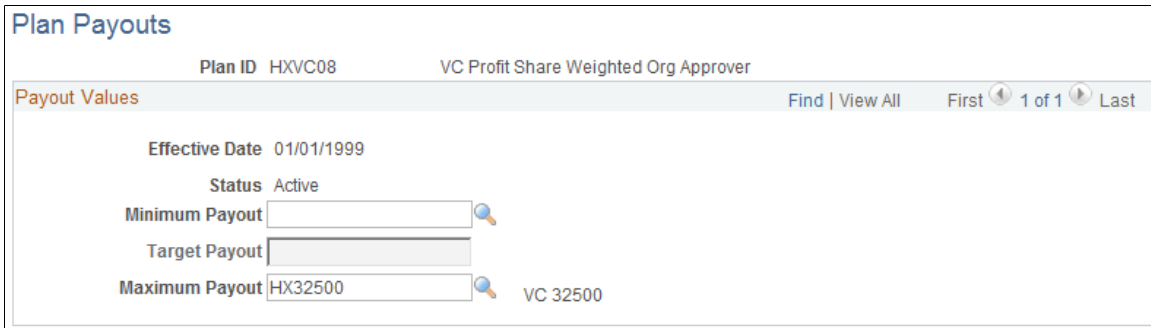 Plan Payouts
Plan ID HXVC08 VC Profit Share Weighted Org Approver
Payout Values Find | View All First 1 of 1 Last
Effective Date 01/01/1999
Status Active
Minimum Payout
Target Payout
Maximum Payout HX32500 VC 32500